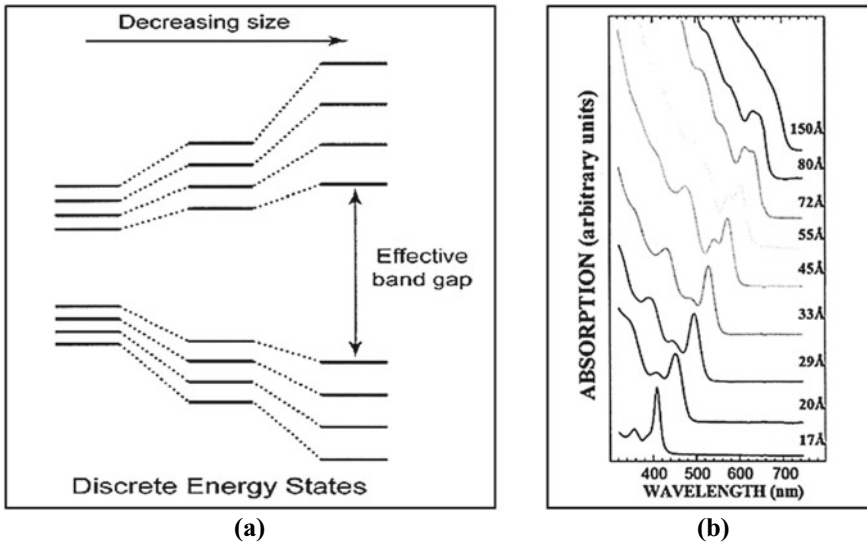 Decreasing size
Effective
band gap
Discrete Energy States
(a)
ABSORPTION (arbitrary units)
150Å
80Å
72Å
55Å
45Å
33Å
29Å
20Å
17Å
400 500 600 700
WAVELENGTH (nm)
(b)